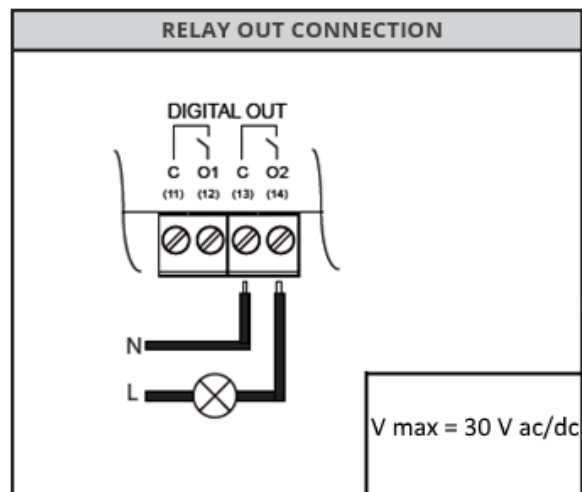 RELAY OUT CONNECTION
DIGITAL OUT
C O1 C O2
(11) (12) (13) (14)
N
L
V max = 30 V ac/dc